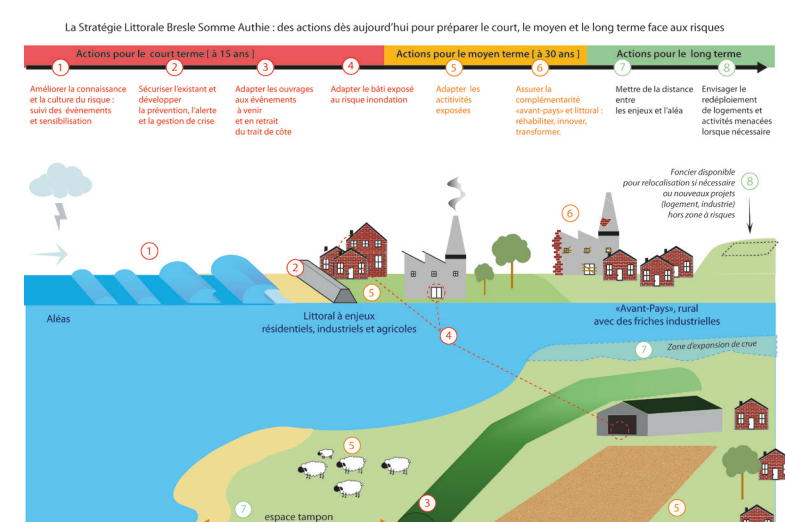 La Stratégie Littorale Bresle Somme Authie : des actions dès aujourd'hui pour préparer le court, le moyen et le long terme face aux risques
Actions pour le court terme [ à 15 ans ]
Actions pour le moyen terme [ à 30 ans ]
Actions pour le long terme
1
2
3
4
5
6
7
8
Améliorer la connaissance
et la culture du risque :
suivi des évènements
et sensibilisation
Sécuriser l'existant et
développer
la prévention, l'alerte
et la gestion de crise
Adapter les ouvrages
aux événements
à venir
et en retrait
du trait de côte
Adapter le bâti exposé
au risque inondation
Adapter les
actitivités
exposées
Assurer la
complémentarité
«avant-pays» et littoral :
réhabiliter, innover,
transformer.
Mettre de la distance
entre
les enjeux et l'aléa
Envisager le
redéploiement
de logements et
activités menacées
lorsque nécessaire
Foncier disponible
pour relocalisation si nécessaire
ou nouveaux projets
(logement, industrie)
hors zone à risques
8
6
1
2
5
Aléas
Littoral à enjeux
résidentiels, industriels et agricoles
«Avant-Pays», rural
avec des friches industrielles
4
7
Zone d'expansion de crue
5
7
espace tampon
3
5